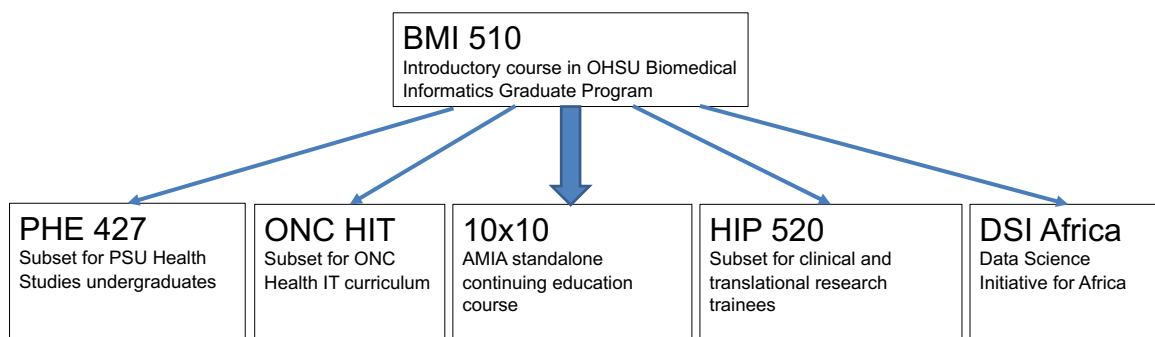 BMI 510
Introductory course in OHSU Biomedical
Informatics Graduate Program
PHE 427
Subset for PSU Health
Studies undergraduates
ONC HIT
Subset for ONC
Health IT curriculum
10x10
AMIA standalone
continuing education
course
HIP 520
Subset for clinical and
translational research
trainees
DSI Africa
Data Science
Initiative for Africa